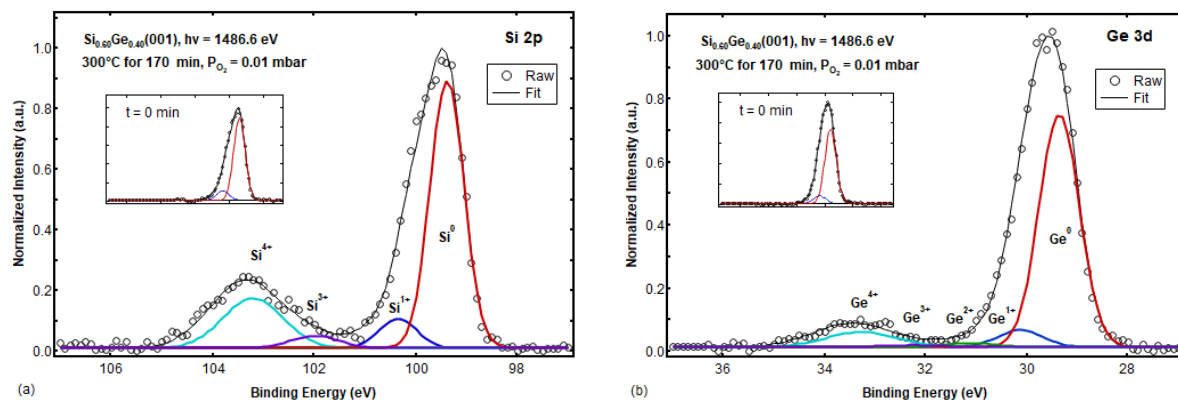 Si0.60Ge0.40(001), hν = 1486.6 eV
300°C for 170 min, PO2 = 0.01 mbar
Si 2p
Raw
Fit
t = 0 min
Si0
Si1+
Si3+
Si4+
Normalized Intensity (a.u.)
1.0
0.8
0.6
0.4
0.2
0.0
106 104 102 100 98
Binding Energy (eV)
(a)
Si0.60Ge0.40(001), hν = 1486.6 eV
300°C for 170 min, PO2 = 0.01 mbar
Ge 3d
Raw
Fit
t = 0 min
Ge0
Ge4+
Ge3+
Ge2+
Ge1+
Normalized Intensity (a.u.)
1.0
0.8
0.6
0.4
0.2
0.0
36 34 32 30 28
Binding Energy (eV)
(b)